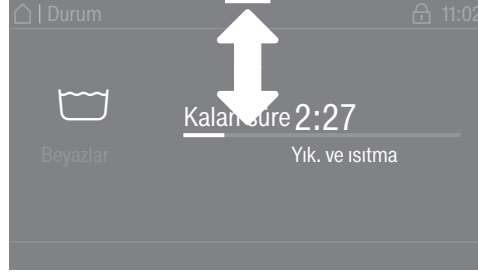 | Durum 11:02
Kalan süre 2:27
Beyazlar
Yık. ve ısıtma